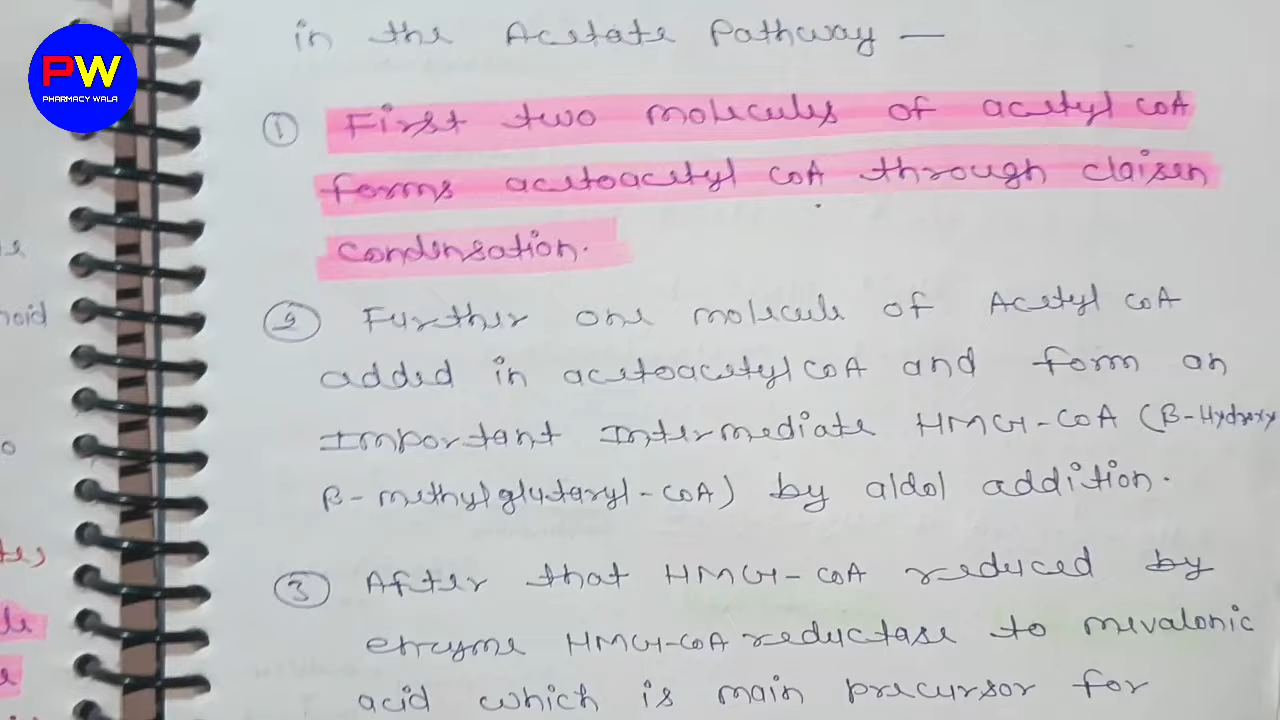 PW
PHARMACY WALA
in the Acetate Pathway —
① First two molecules of acetyl CoA
forms acetoacetyl CoA through claisen
condensation.
② Further one molecule of Acetyl CoA
added in acetoacetyl CoA and form an
Important Intermediate HMG-CoA (β-Hydroxy
β-methylglutaryl-CoA) by aldol addition.
③ After that HMG-CoA reduced by
enzyme HMG-CoA reductase to mevalonic
acid which is main precursor for